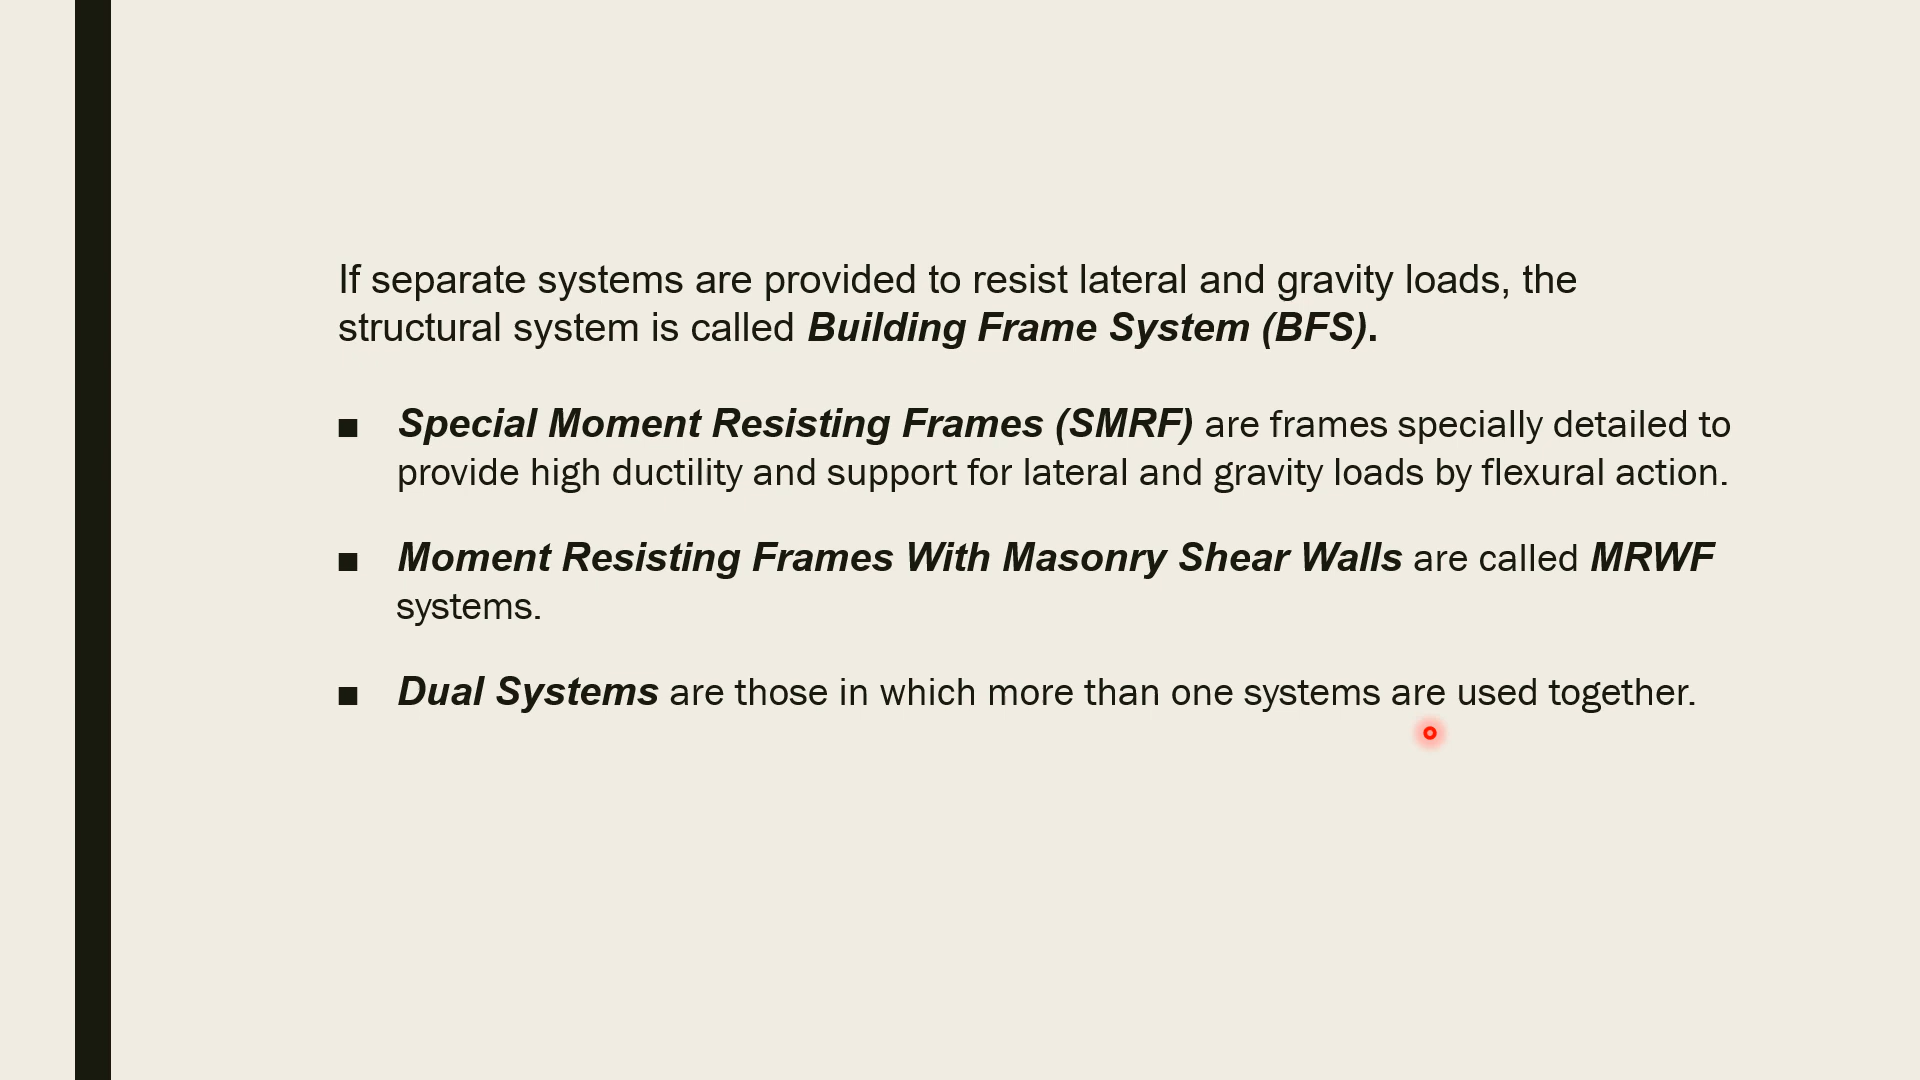 If separate systems are provided to resist lateral and gravity loads, the
structural system is called Building Frame System (BFS).
■ Special Moment Resisting Frames (SMRF) are frames specially detailed to
provide high ductility and support for lateral and gravity loads by flexural action.
■ Moment Resisting Frames With Masonry Shear Walls are called MRWF
systems.
■ Dual Systems are those in which more than one systems are used together.